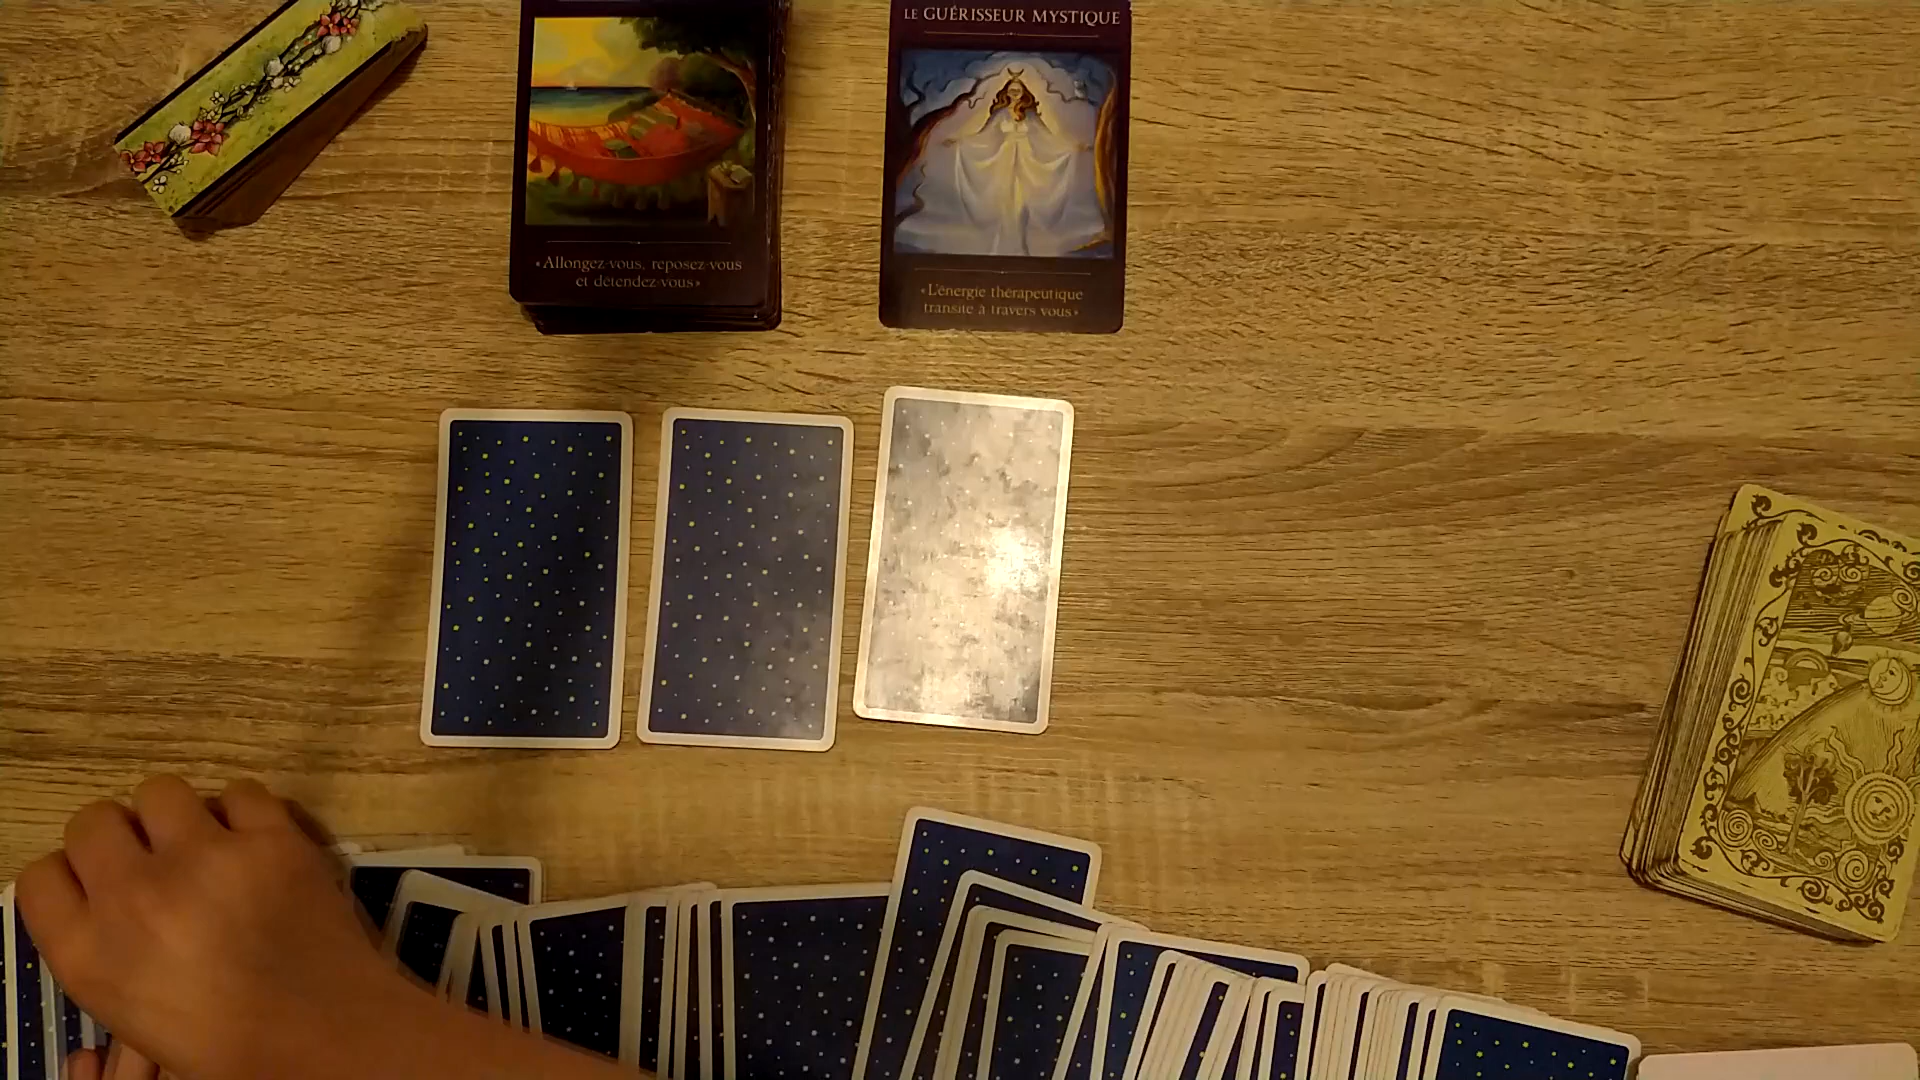 LE GUÉRISSEUR MYSTIQUE
«Allongez-vous, reposez-vous
et détendez-vous»
«L'énergie thérapeutique
transite à travers vous»